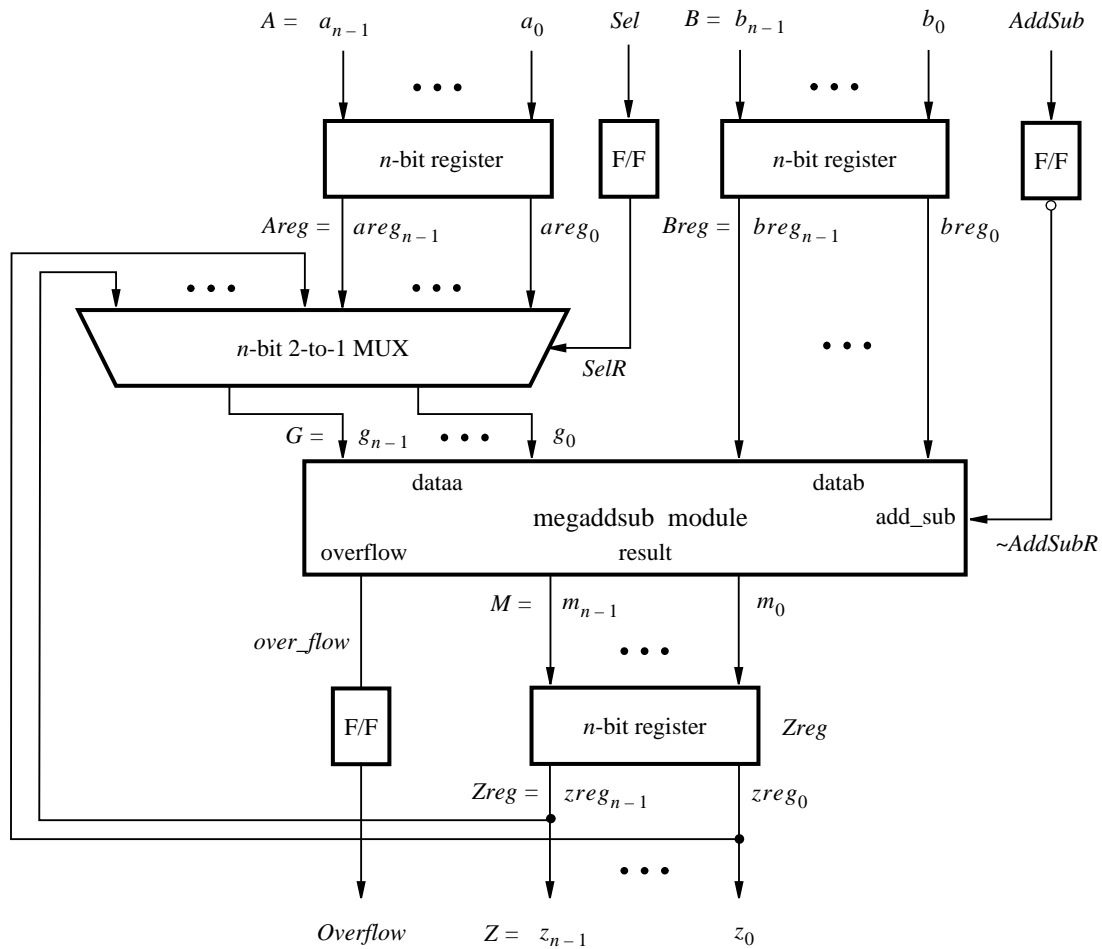 A = a_{n−1} a_0 Sel B = b_{n−1} b_0 AddSub
n-bit register F/F n-bit register F/F
Areg = areg_{n−1} areg_0 Breg = breg_{n−1} breg_0
n-bit 2-to-1 MUX
SelR
G = g_{n−1} g_0
dataa datab
megaddsub module add_sub
overflow result ~AddSubR
M = m_{n−1} m_0
over_flow
F/F n-bit register Zreg
Zreg = zreg_{n−1} zreg_0
Overflow Z = z_{n−1} z_0